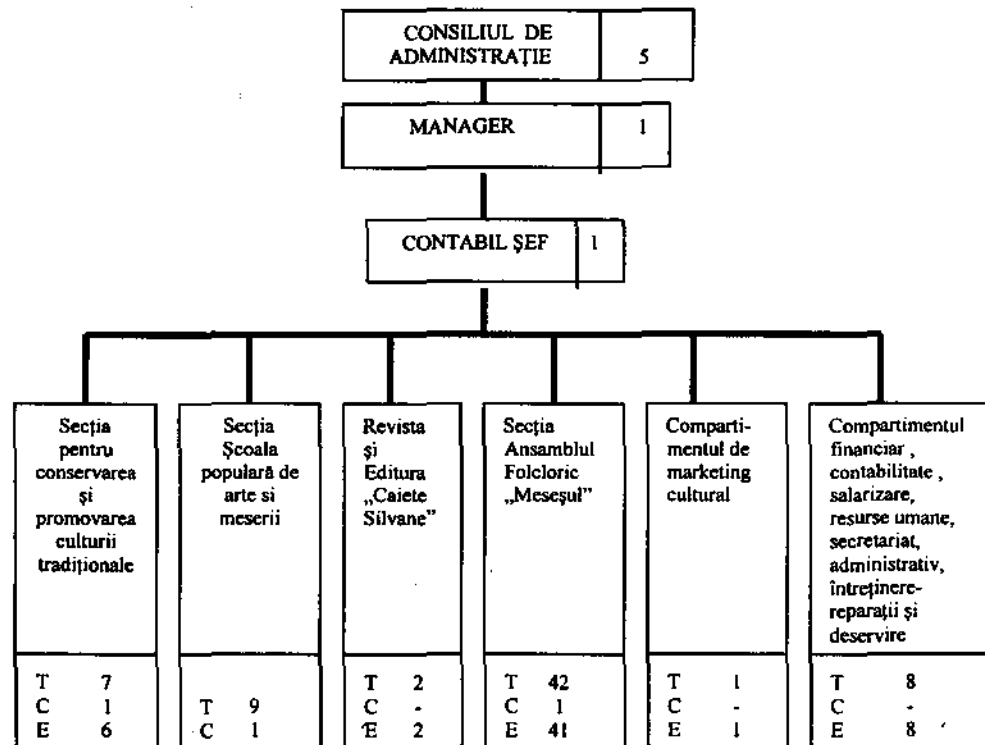 CONSILIUL DE
ADMINISTRAȚIE 5
MANAGER 1
CONTABIL ȘEF 1
Secția
pentru
conservarea
și
promovarea
culturii
tradiționale
T 7
C 1
E 6
Secția
Școala
populară de
arte si
meserii
T 9
C 1
Revista
și
Editura
„Caiete
Silvane”
T 2
C -
E 2
Secția
Ansamblul
Folcloric
„Meseșul”
T 42
C 1
E 41
Comparti-
mentul de
marketing
cultural
T 1
C -
E 1
Compartimentul
financiar ,
contabilitate ,
salarizare,
resurse umane,
secretariat,
administrativ,
întreținere-
reparații și
deservire
T 8
C -
E 8